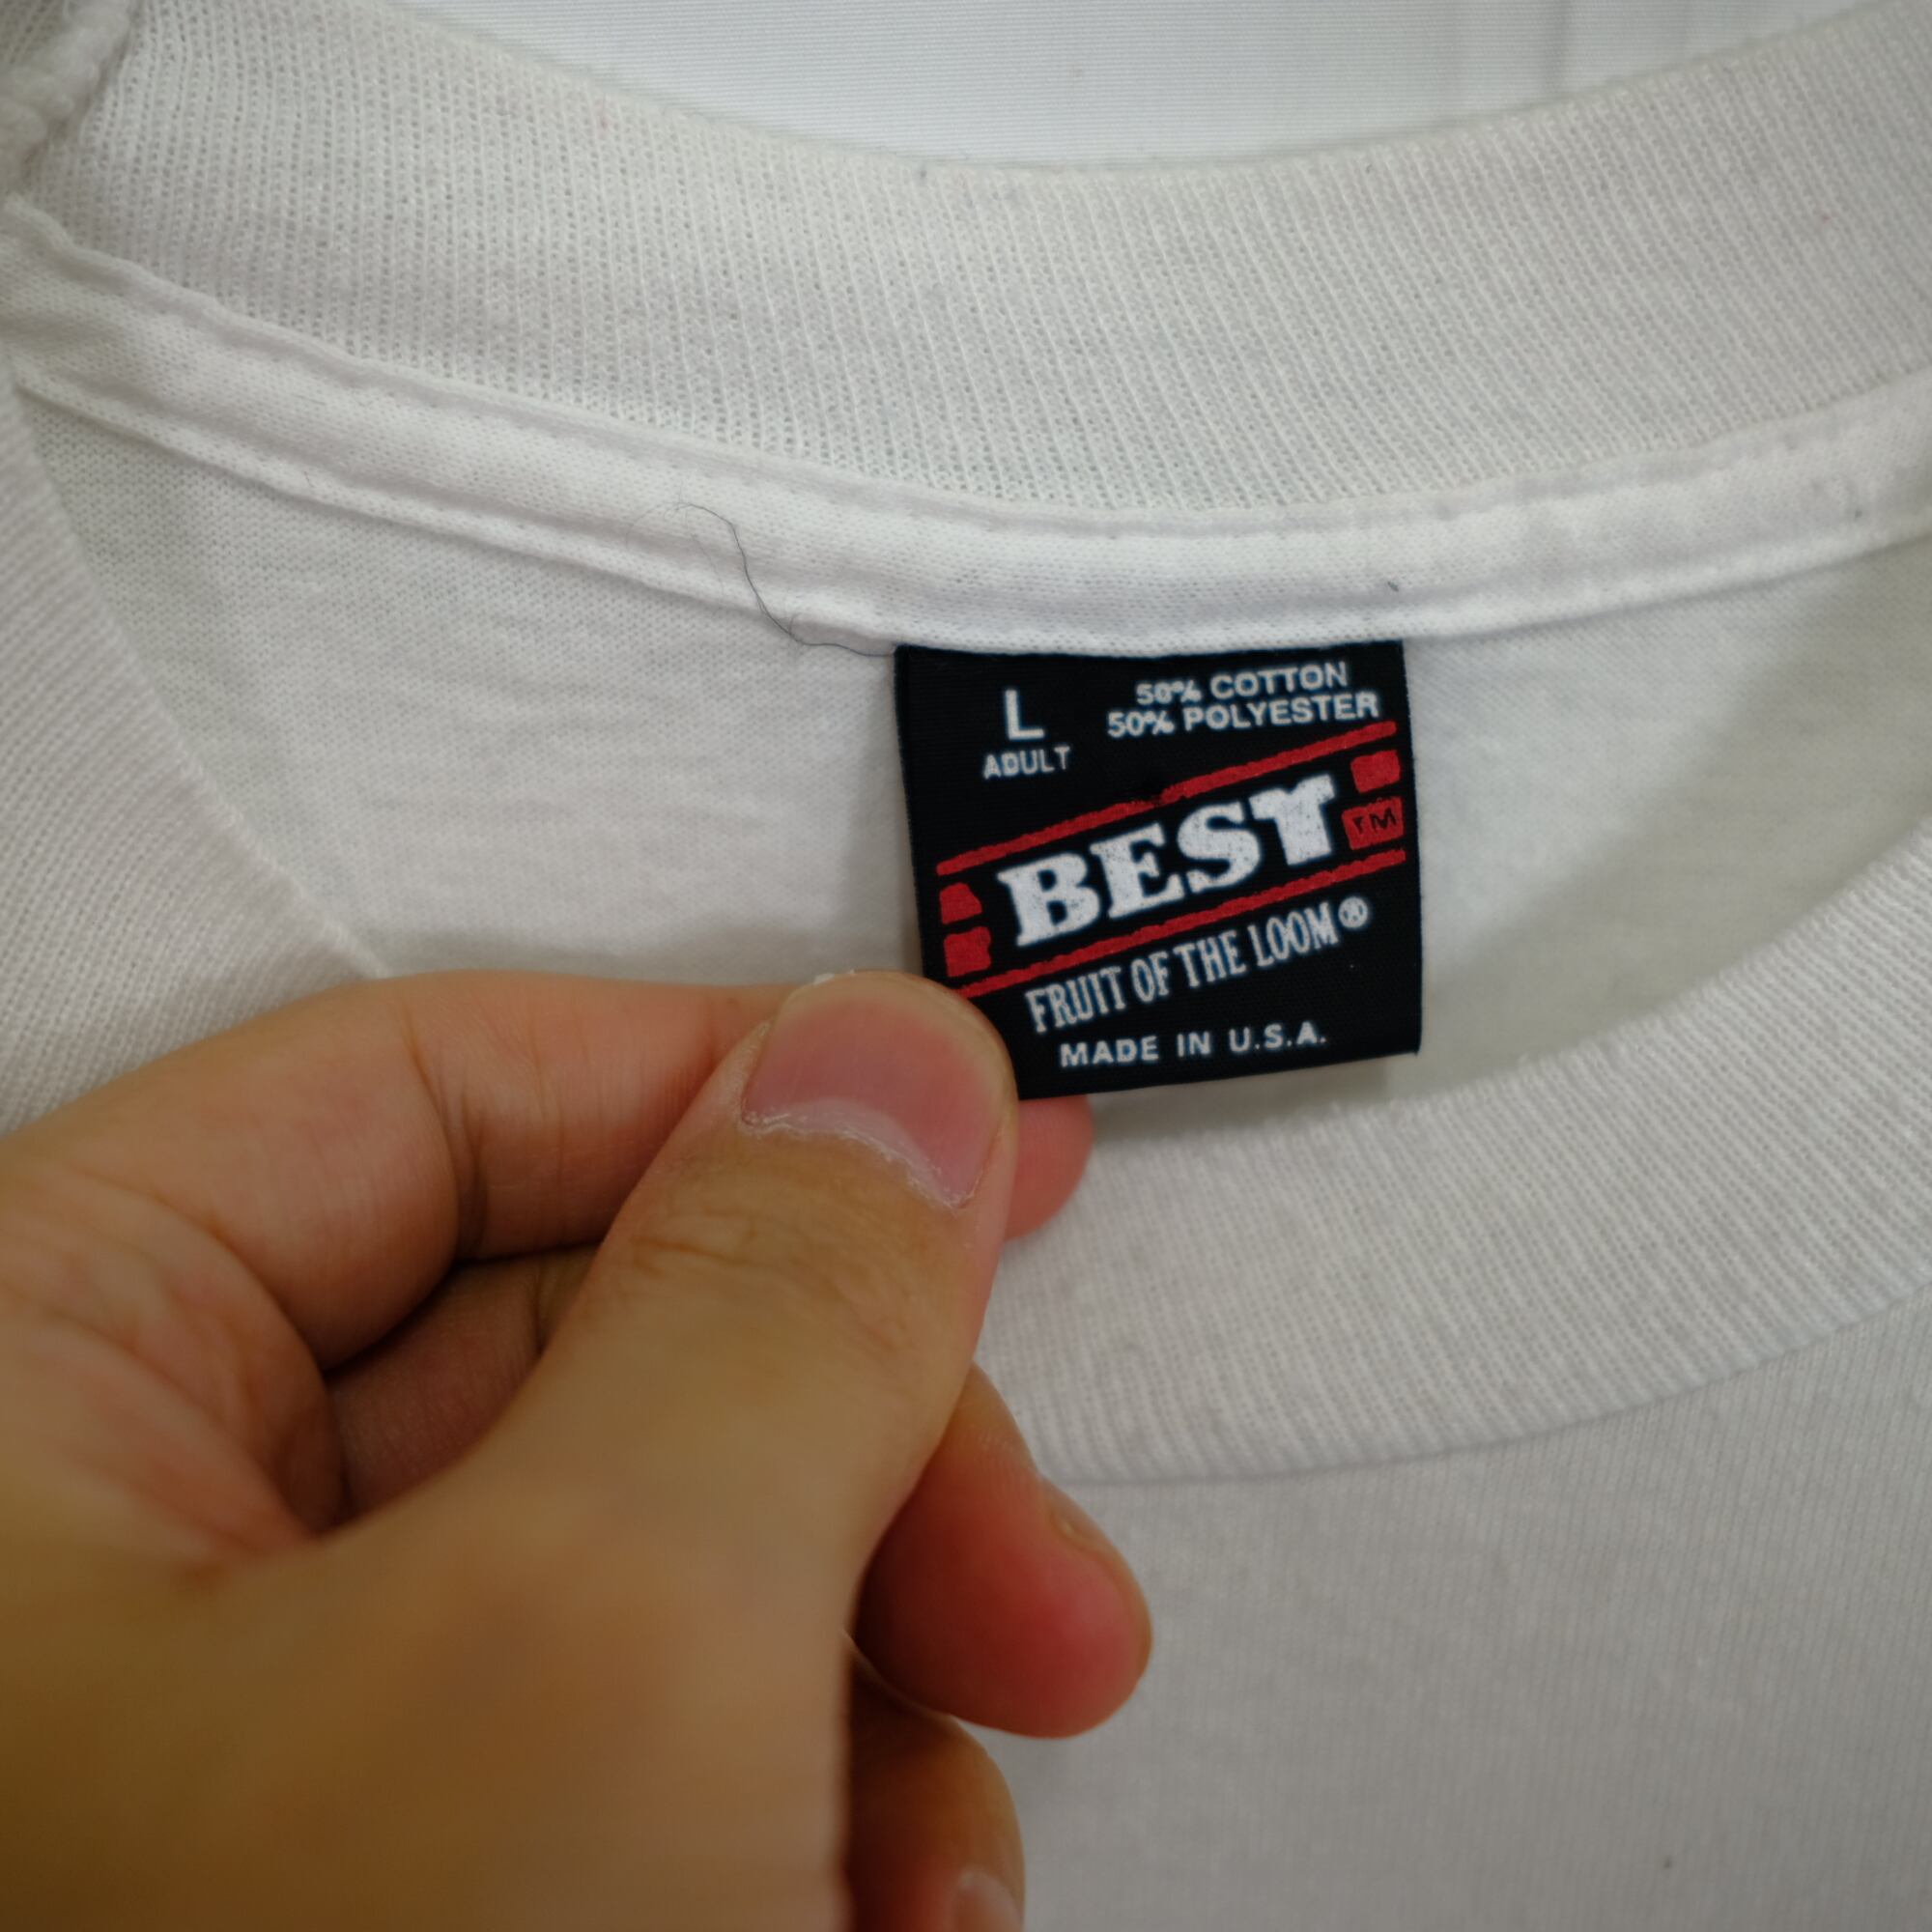 L
ADULT
50% COTTON
50% POLYESTER
BEST
TM
FRUIT OF THE LOOM®
MADE IN U.S.A.